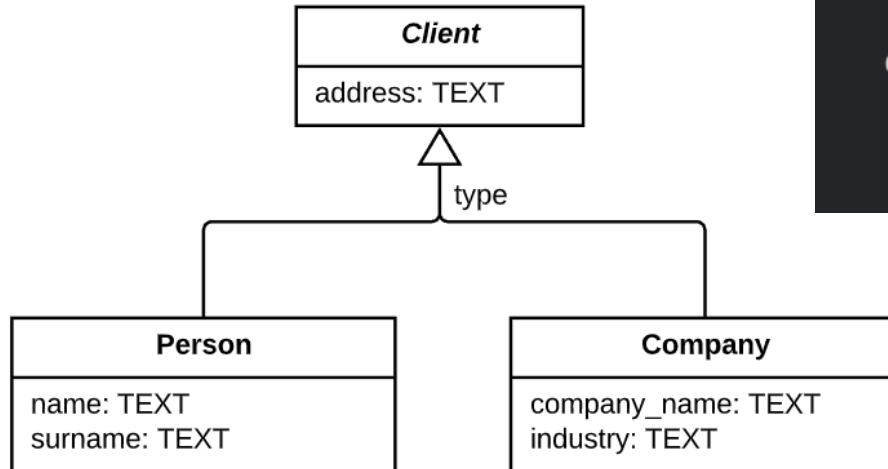 Client
address: TEXT
type
Person
name: TEXT
surname: TEXT
Company
company_name: TEXT
industry: TEXT